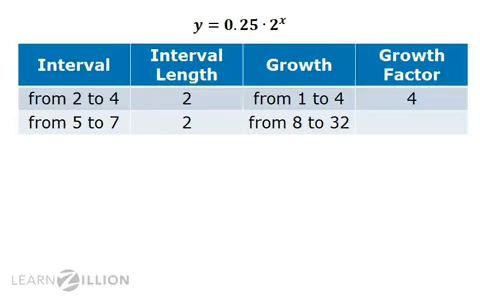 y = 0.25 · 2ˣ
Interval Interval Length Growth Growth Factor
from 2 to 4 2 from 1 to 4 4
from 5 to 7 2 from 8 to 32
LEARNZILLION